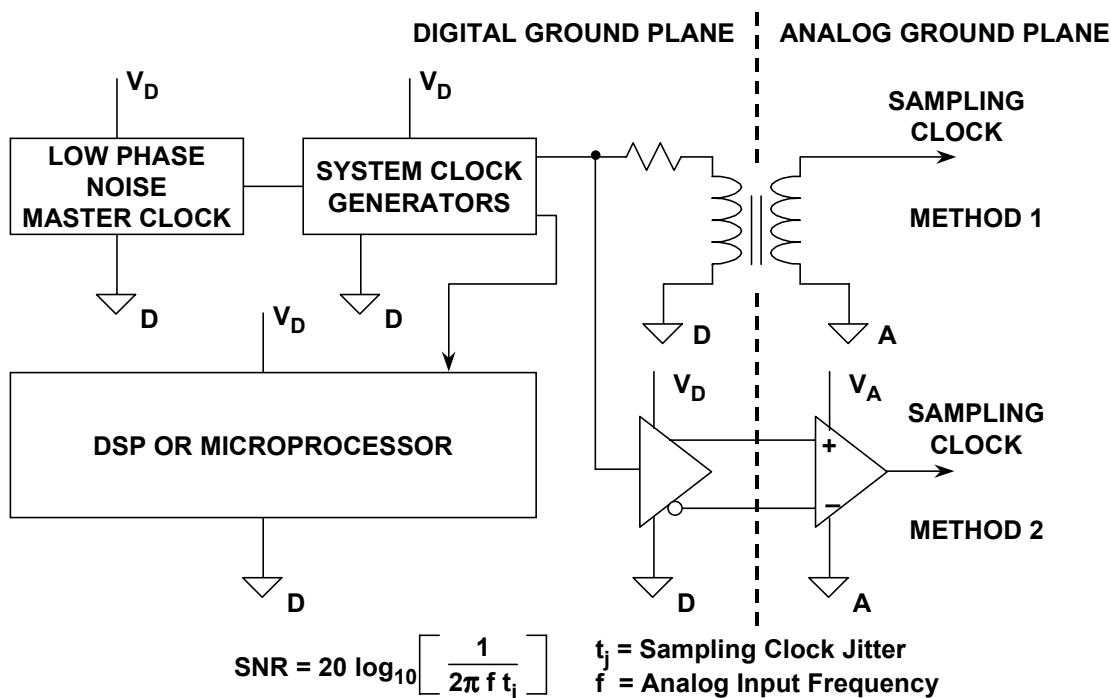 DIGITAL GROUND PLANE
ANALOG GROUND PLANE
V_D
V_D
SAMPLING
CLOCK
LOW PHASE
NOISE
MASTER CLOCK
SYSTEM CLOCK
GENERATORS
METHOD 1
D
D
D
A
V_D
V_D
V_A
DSP OR MICROPROCESSOR
+
−
SAMPLING
CLOCK
METHOD 2
D
D
A
SNR = 20 log₁₀[ 1 / 2π f t_j ]
t_j = Sampling Clock Jitter
f = Analog Input Frequency